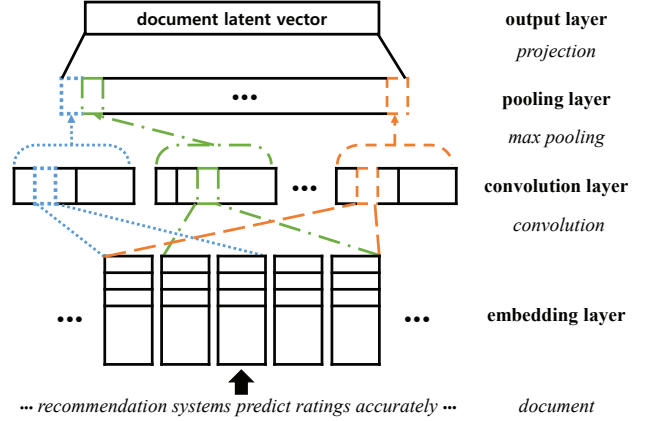 document latent vector output layer
projection
••• pooling layer
max pooling
••• convolution layer
convolution
••• ••• embedding layer
••• recommendation systems predict ratings accurately ••• document